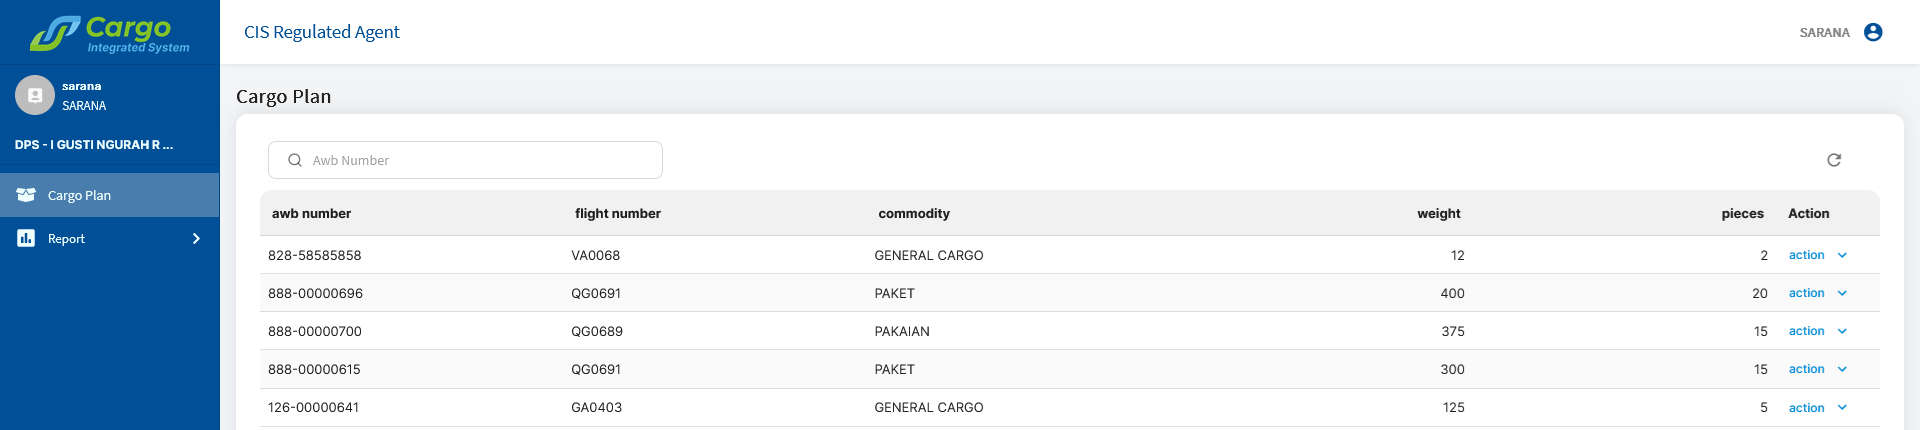 Cargo
Integrated System
sarana
SARANA
DPS - I GUSTI NGURAH R ...
Cargo Plan
Report
CIS Regulated Agent
SARANA
Cargo Plan
Awb Number
awb number flight number commodity weight pieces Action
828-58585858 VA0068 GENERAL CARGO 12 2 action
888-00000696 QG0691 PAKET 400 20 action
888-00000700 QG0689 PAKAIAN 375 15 action
888-00000615 QG0691 PAKET 300 15 action
126-00000641 GA0403 GENERAL CARGO 125 5 action